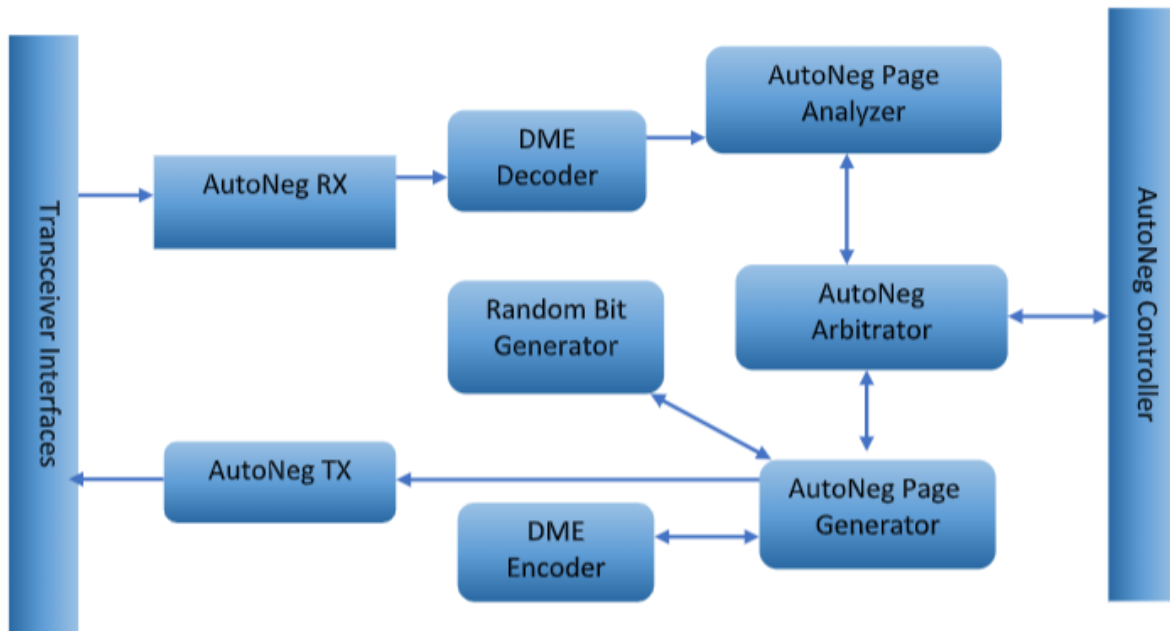 Transceiver Interfaces
AutoNeg RX
DME
Decoder
AutoNeg Page
Analyzer
Random Bit
Generator
AutoNeg
Arbitrator
AutoNeg TX
DME
Encoder
AutoNeg Page
Generator
AutoNeg Controller